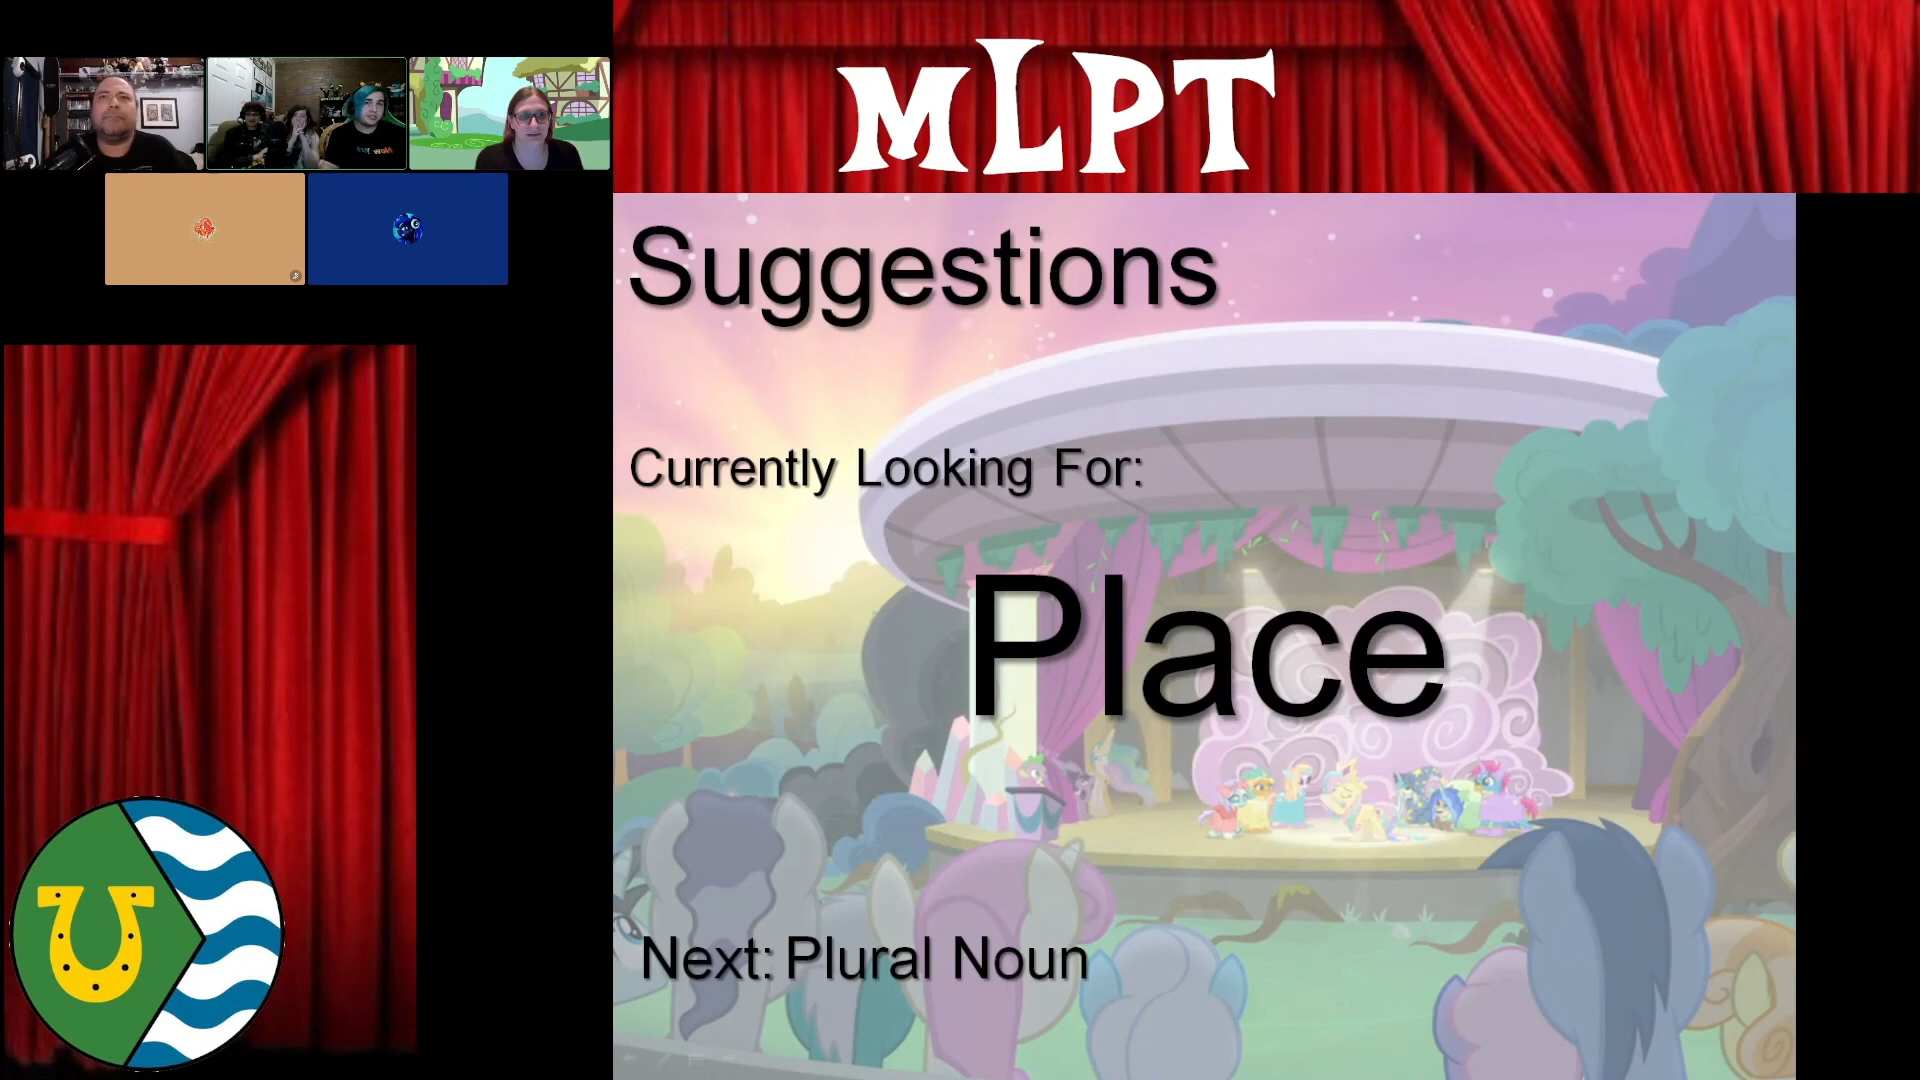 MLPT
Suggestions
Currently Looking For:
Place
Next: Plural Noun